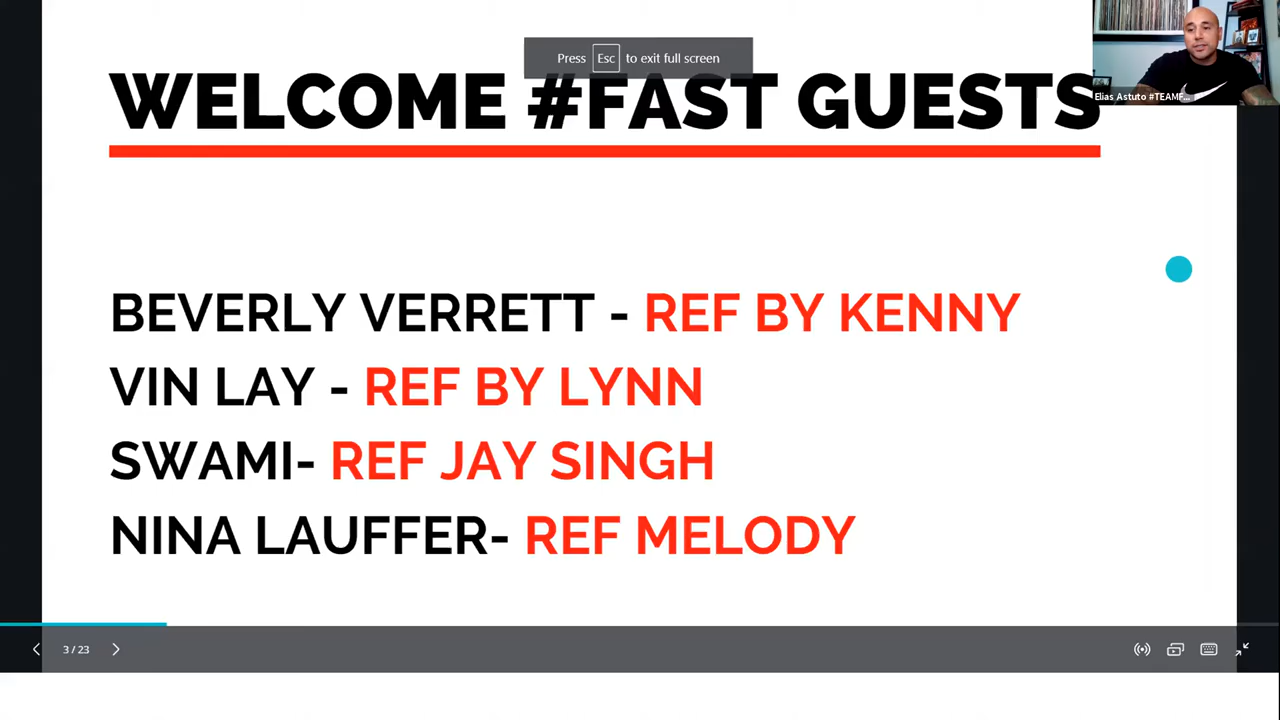 Press Esc to exit full screen
WELCOME #FAST GUESTS
Elias Astuto #TEAMF...
BEVERLY VERRETT - REF BY KENNY
VIN LAY - REF BY LYNN
SWAMI- REF JAY SINGH
NINA LAUFFER- REF MELODY
3 / 23